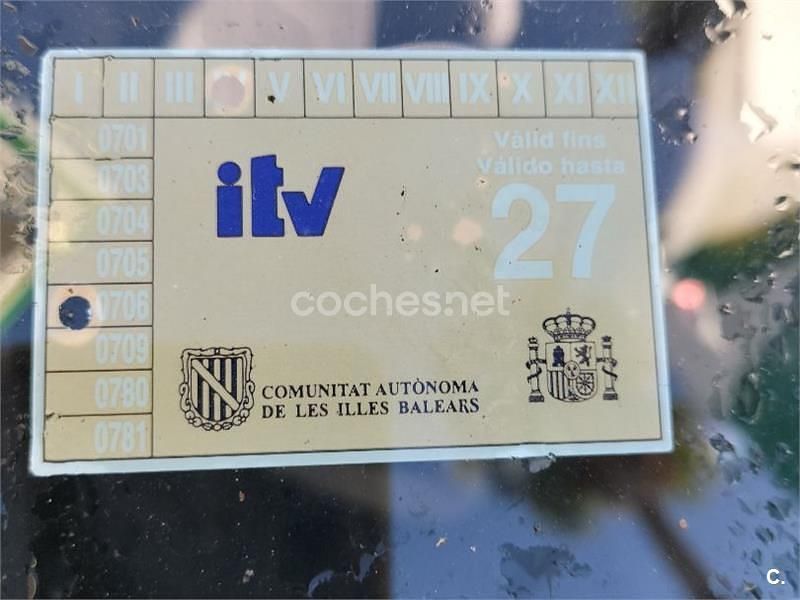 I II III V VI VII VIII IX X XI XII
0701
0703
0704
0705
0706
0709
0780
0781
itv
Vàlid fins
Válido hasta
27
coches.net
COMUNITAT AUTÒNOMA
DE LES ILLES BALEARS
C.